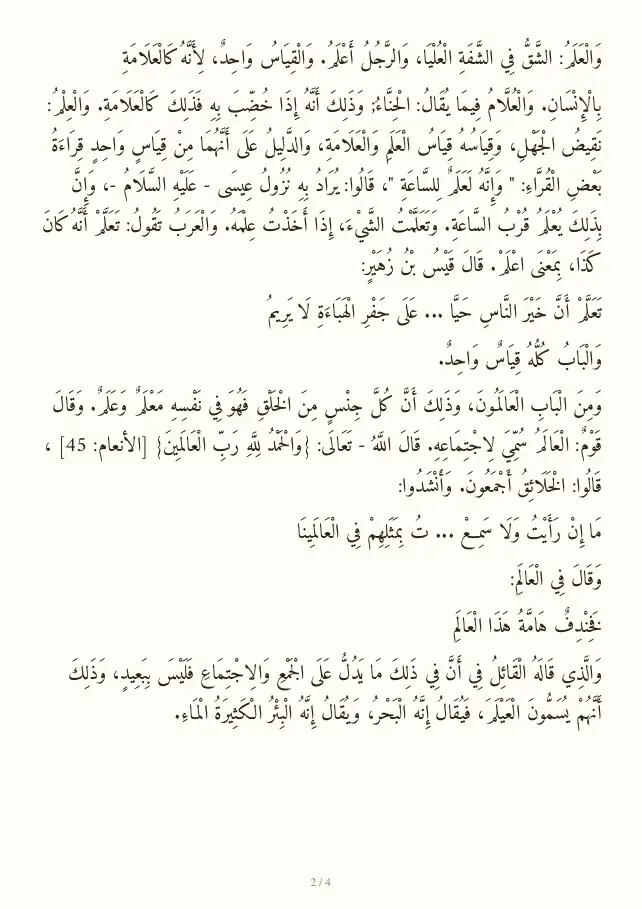 وَالْعَلَمُ: الشَّقُّ فِي الشَّفَةِ الْعُلْيَا، وَالرَّجُلُ أَعْلَمُ. وَالْقِيَاسُ وَاحِدٌ، لِأَنَّهُ كَالْعَلَامَةِ
بِالْإِنْسَانِ. وَالْعُلَّامُ فِيمَا يُقَالُ: الْحِنَّاءُ; وَذَلِكَ أَنَّهُ إِذَا خُضِّبَ بِهِ فَذَلِكَ كَالْعَلَامَةِ. وَالْعِلْمُ:
نَقِيضُ الْجَهْلِ، وَقِيَاسُهُ قِيَاسُ الْعَلَمِ وَالْعَلَامَةِ، وَالدَّلِيلُ عَلَى أَنَّهُمَا مِنْ قِيَاسٍ وَاحِدٍ قِرَاءَةُ
بَعْضِ الْقُرَّاءِ: " وَإِنَّهُ لَعَلَمٌ لِلسَّاعَةِ "، قَالُوا: يُرَادُ بِهِ نُزُولُ عِيسَى - عَلَيْهِ السَّلَامُ -، وَإِنَّ
بِذَلِكَ يُعْلَمُ قُرْبُ السَّاعَةِ. وَتَعَلَّمْتُ الشَّيْءَ، إِذَا أَخَذْتُ عِلْمَهُ. وَالْعَرَبُ تَقُولُ: تَعَلَّمْ أَنَّهُ كَانَ
كَذَا، بِمَعْنَى اعْلَمْ. قَالَ قَيْسُ بْنُ زُهَيْرٍ:
تَعَلَّمْ أَنَّ خَيْرَ النَّاسِ حَيًّا ... عَلَى جَفْرِ الْهَبَاءَةِ لَا يَرِيمُ
وَالْبَابُ كُلُّهُ قِيَاسٌ وَاحِدٌ.
وَمِنَ الْبَابِ الْعَالَمُونَ، وَذَلِكَ أَنَّ كُلَّ جِنْسٍ مِنَ الْخَلْقِ فَهُوَ فِي نَفْسِهِ مَعْلَمٌ وَعَلَمٌ. وَقَالَ
قَوْمٌ: الْعَالَمُ سُمِّيَ لِاجْتِمَاعِهِ. قَالَ اللَّهُ - تَعَالَى: {وَالْحَمْدُ لِلَّهِ رَبِّ الْعَالَمِينَ} [الأنعام: 45] ،
قَالُوا: الْخَلَائِقُ أَجْمَعُونَ. وَأَنْشَدُوا:
مَا إِنْ رَأَيْتُ وَلَا سَمِعْ ... تُ بِمَثَلِهِمْ فِي الْعَالَمِينَا
وَقَالَ فِي الْعَالَمِ:
فَخِنْدِفٌ هَامَةُ هَذَا الْعَالَمِ
وَالَّذِي قَالَهُ الْقَائِلُ فِي أَنَّ فِي ذَلِكَ مَا يَدُلُّ عَلَى الْجَمْعِ وَالِاجْتِمَاعِ فَلَيْسَ بِبَعِيدٍ، وَذَلِكَ
أَنَّهُمْ يُسَمُّونَ الْعَيْلَمَ، فَيُقَالُ إِنَّهُ الْبَحْرُ، وَيُقَالُ إِنَّهُ الْبِئْرُ الْكَثِيرَةُ الْمَاءِ.
2 / 4